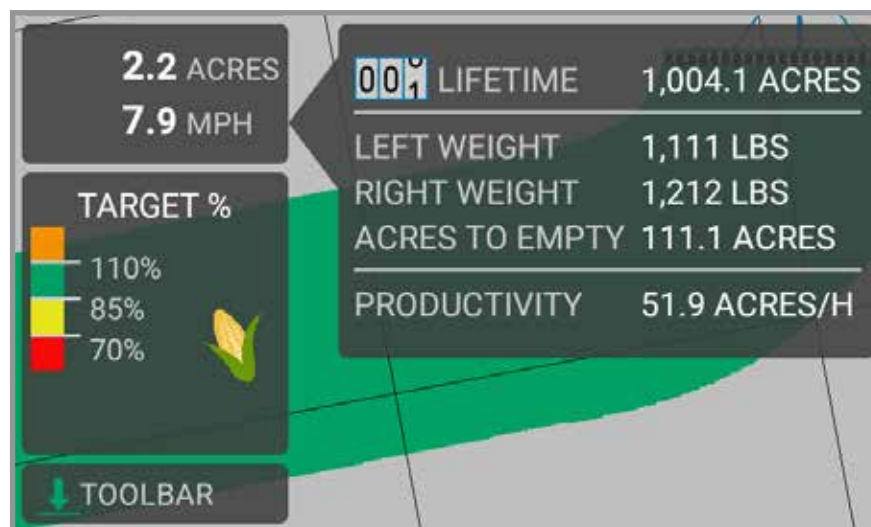 2.2 ACRES
7.9 MPH
TARGET %
110%
85%
70%
TOOLBAR
LIFETIME 1,004.1 ACRES
LEFT WEIGHT 1,111 LBS
RIGHT WEIGHT 1,212 LBS
ACRES TO EMPTY 111.1 ACRES
PRODUCTIVITY 51.9 ACRES/H